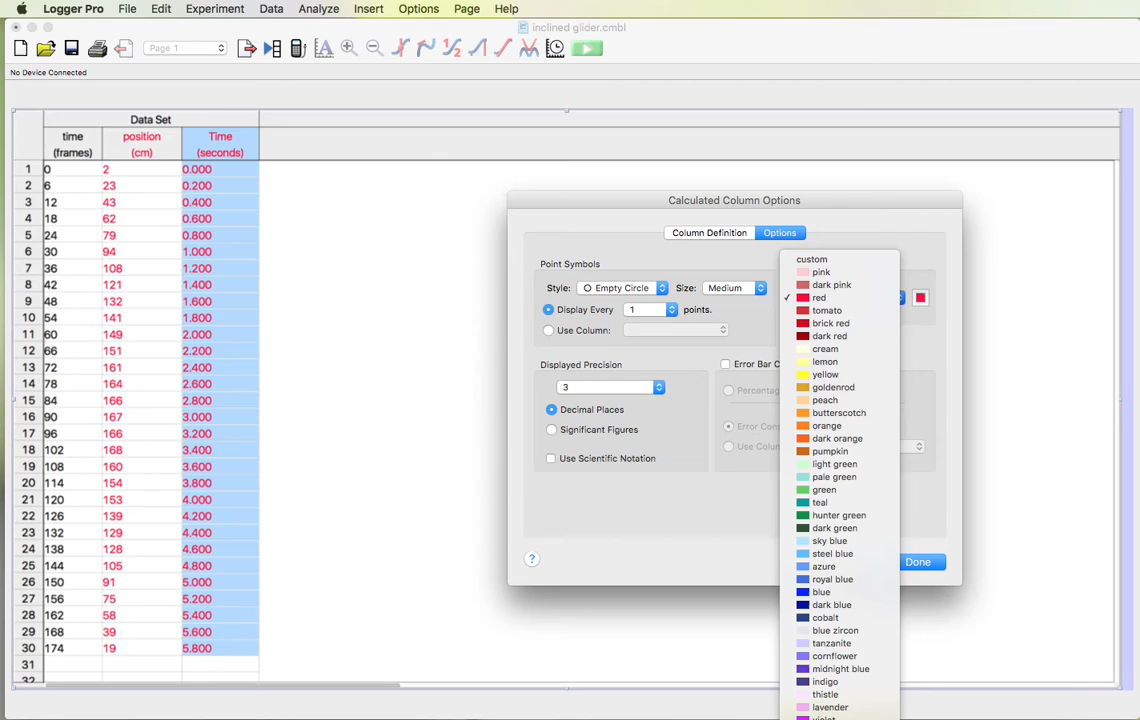 Logger Pro File Edit Experiment Data Analyze Insert Options Page Help
inclined glider.cmbl
Page 1
No Device Connected
Data Set
time position Time
(frames) (cm) (seconds)
1 0 2 0.000
2 6 23 0.200
3 12 43 0.400
4 18 62 0.600
5 24 79 0.800
6 30 94 1.000
7 36 108 1.200
8 42 121 1.400
9 48 132 1.600
10 54 141 1.800
11 60 149 2.000
12 66 151 2.200
13 72 161 2.400
14 78 164 2.600
15 84 166 2.800
16 90 167 3.000
17 96 166 3.200
18 102 168 3.400
19 108 160 3.600
20 114 154 3.800
21 120 153 4.000
22 126 139 4.200
23 132 129 4.400
24 138 128 4.600
25 144 105 4.800
26 150 91 5.000
27 156 75 5.200
28 162 58 5.400
29 168 39 5.600
30 174 19 5.800
31
32
Calculated Column Options
Column Definition Options
Point Symbols
Style: Empty Circle Size: Medium
Display Every 1 points.
Use Column:
Displayed Precision
3
Decimal Places
Significant Figures
Use Scientific Notation
Error Bar
Use
?
Done
custom
pink
dark pink
✓ red
tomato
brick red
dark red
cream
lemon
yellow
goldenrod
peach
butterscotch
orange
dark orange
pumpkin
light green
pale green
green
teal
hunter green
dark green
sky blue
steel blue
azure
royal blue
blue
dark blue
cobalt
blue zircon
tanzanite
cornflower
midnight blue
indigo
thistle
lavender
violet